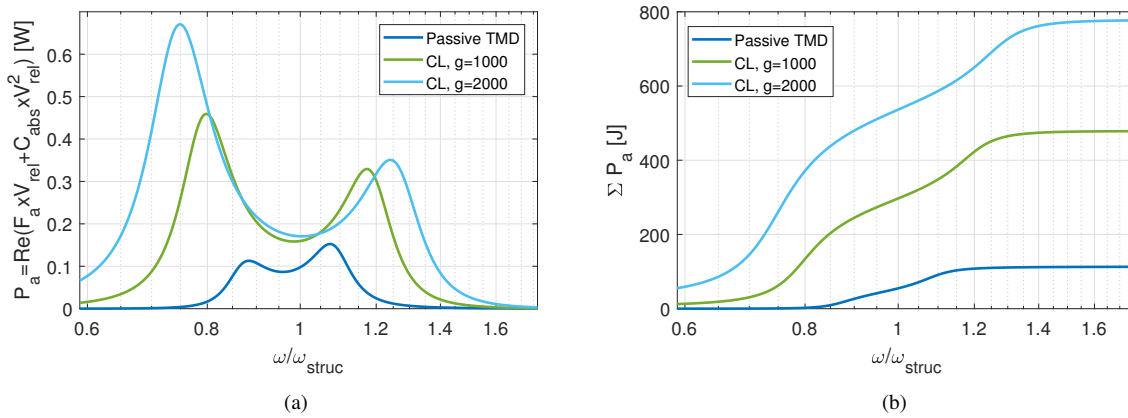 P_a=Re(F_a xV_rel+C_abs xV²_rel) [W]
0.6
0.5
0.4
0.3
0.2
0.1
0
0.6
0.8
1
1.2
1.4
1.6
Passive TMD
CL, g=1000
CL, g=2000
ω/ω_struc
(a)
Σ P_a [J]
800
600
400
200
0
0.6
0.8
1
1.2
1.4
1.6
Passive TMD
CL, g=1000
CL, g=2000
ω/ω_struc
(b)